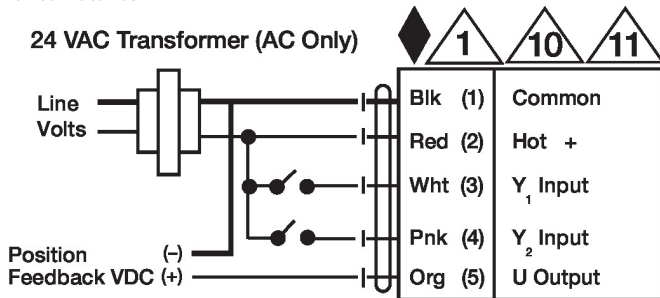 24 VAC Transformer (AC Only)
1
10
11
Line
Volts
Blk (1) Common
Red (2) Hot +
Wht (3) Y1 Input
Pnk (4) Y2 Input
Position (-)
Feedback VDC (+)
Org (5) U Output